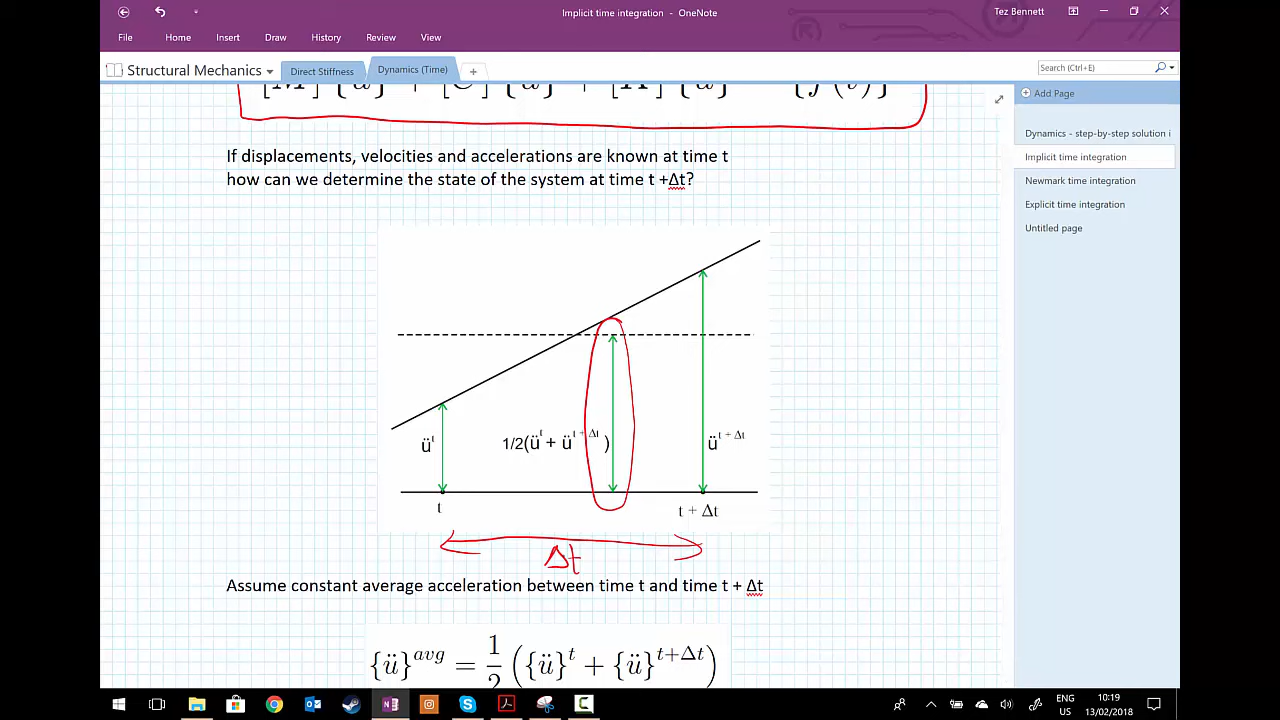 Implicit time integration - OneNote
Tez Bennett
File Home Insert Draw History Review View
Structural Mechanics
Direct Stiffness
Dynamics (Time)
Search (Ctrl+E)
Add Page
[M] {ü} + [C] {u̇} + [K] {u} {f(t)}
Dynamics - step-by-step solution i
Implicit time integration
Newmark time integration
Explicit time integration
Untitled page
If displacements, velocities and accelerations are known at time t
how can we determine the state of the system at time t +Δt?
ü^t
1/2(ü^t + ü^{t + Δt})
ü^{t + Δt}
t
t + Δt
Δt
Assume constant average acceleration between time t and time t + Δt
{ü}^{avg} = 1/2 ({ü}^t + {ü}^{t+Δt})
ENG
US
10:19
13/02/2018